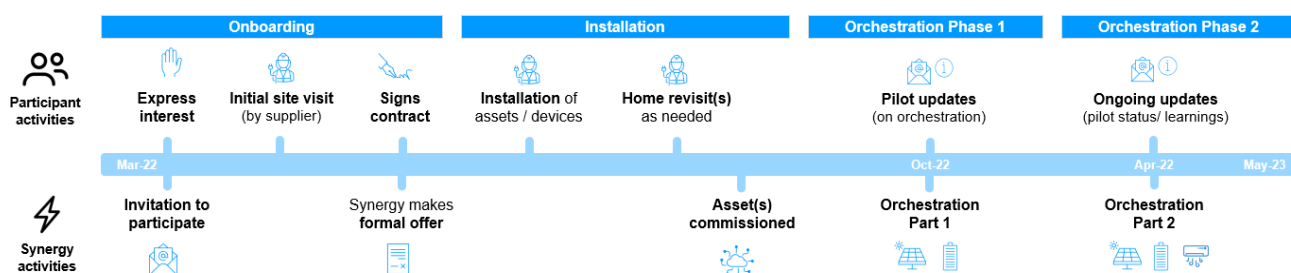 Onboarding
Installation
Orchestration Phase 1
Orchestration Phase 2
Participant
activities
Express
interest
Initial site visit
(by supplier)
Signs
contract
Installation of
assets / devices
Home revisit(s)
as needed
Pilot updates
(on orchestration)
Ongoing updates
(pilot status/ learnings)
Mar-22
Oct-22
Apr-22
May-23
Synergy
activities
Invitation to
participate
Synergy makes
formal offer
Asset(s)
commissioned
Orchestration
Part 1
Orchestration
Part 2